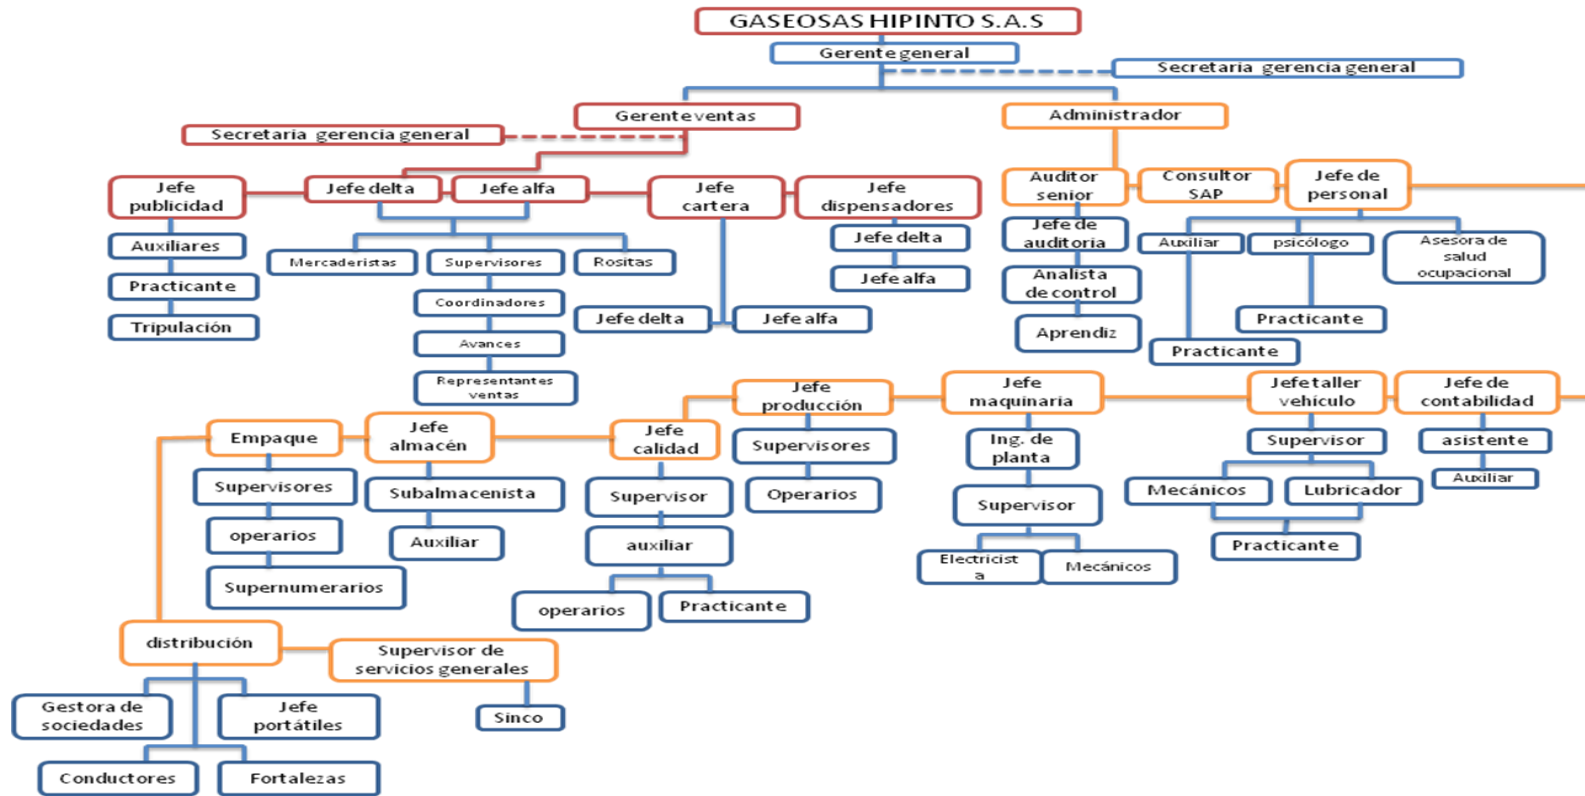 GASEOSAS HIPINTO S.A.S
Gerente general
Secretaria gerencia general
Gerente ventas
Administrador
Secretaria gerencia general
Jefe
publicidad
Jefe delta
Jefe alfa
Jefe
cartera
Jefe
dispensadores
Auditor
senior
Consultor
SAP
Jefe de
personal
Auxiliares
Practicante
Tripulación
Mercaderistas
Supervisores
Rositas
Coordinadores
Avances
Representantes
ventas
Jefe delta
Jefe alfa
Jefe delta
Jefe alfa
Jefe de
auditoria
Analista
de control
Aprendiz
Auxiliar
psicólogo
Asesora de
salud
ocupacional
Practicante
Practicante
Empaque
Jefe
almacén
Jefe
calidad
Jefe
producción
Jefe
maquinaria
Jefe taller
vehículo
Jefe de
contabilidad
Supervisores
operarios
Supernumerarios
Subalmacenista
Auxiliar
Supervisor
auxiliar
operarios
Practicante
Supervisores
Operarios
Ing. de
planta
Supervisor
Electricist
a
Mecánicos
Supervisor
Mecánicos
Lubricador
Practicante
asistente
Auxiliar
distribución
Supervisor de
servicios generales
Gestora de
sociedades
Jefe
portátiles
Sinco
Conductores
Fortalezas